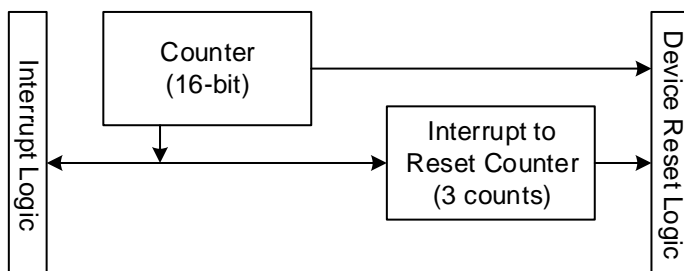 Interrupt Logic
Counter
(16-bit)
Interrupt to
Reset Counter
(3 counts)
Device Reset Logic